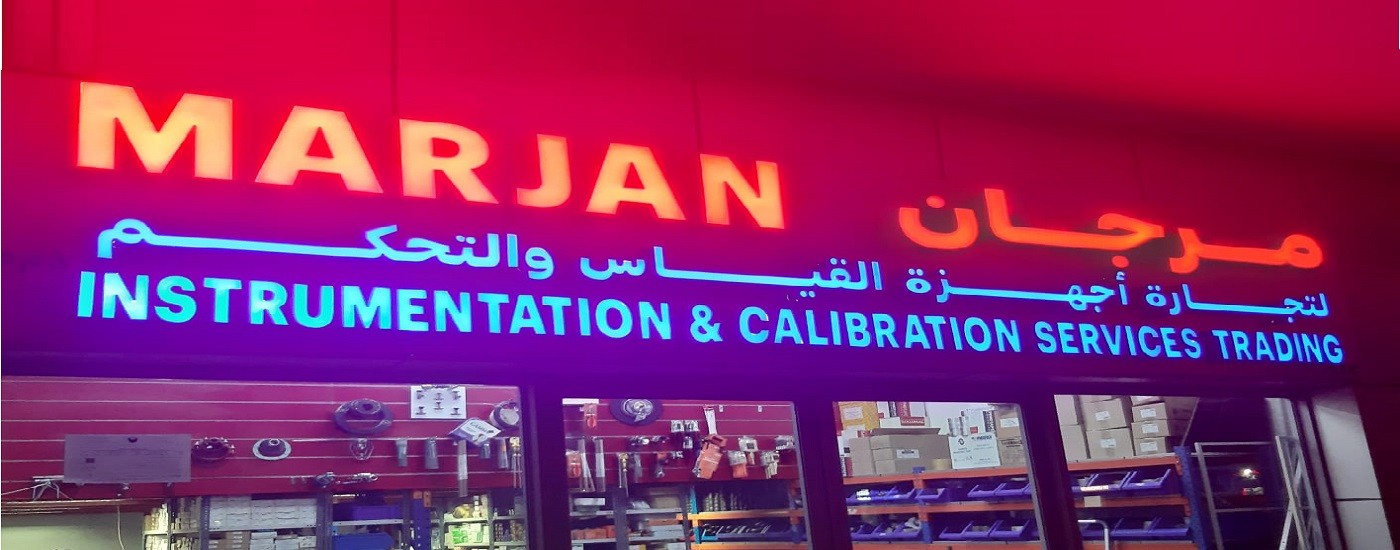 MARJAN مرجان
لتجارة أجهزة القياس والتحكم
INSTRUMENTATION & CALIBRATION SERVICES TRADING